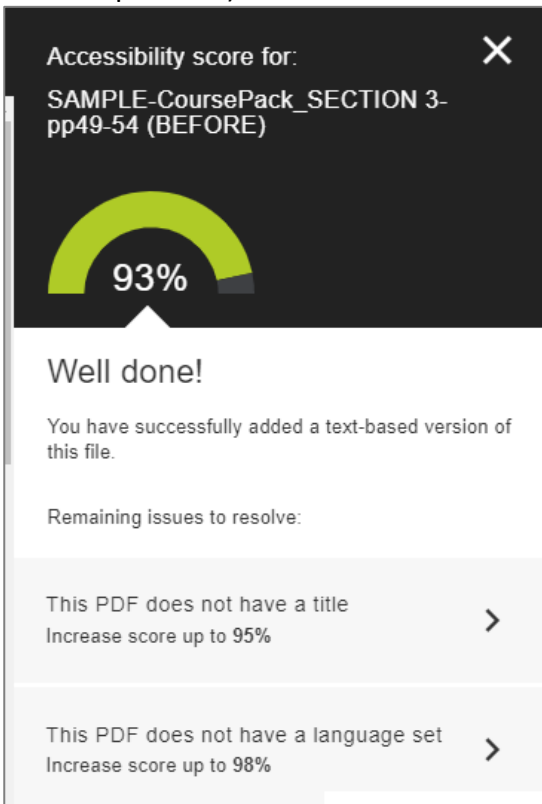 Accessibility score for:
SAMPLE-CoursePack_SECTION 3-
pp49-54 (BEFORE)
93%
Well done!
You have successfully added a text-based version of
this file.
Remaining issues to resolve:
This PDF does not have a title
Increase score up to 95%
This PDF does not have a language set
Increase score up to 98%